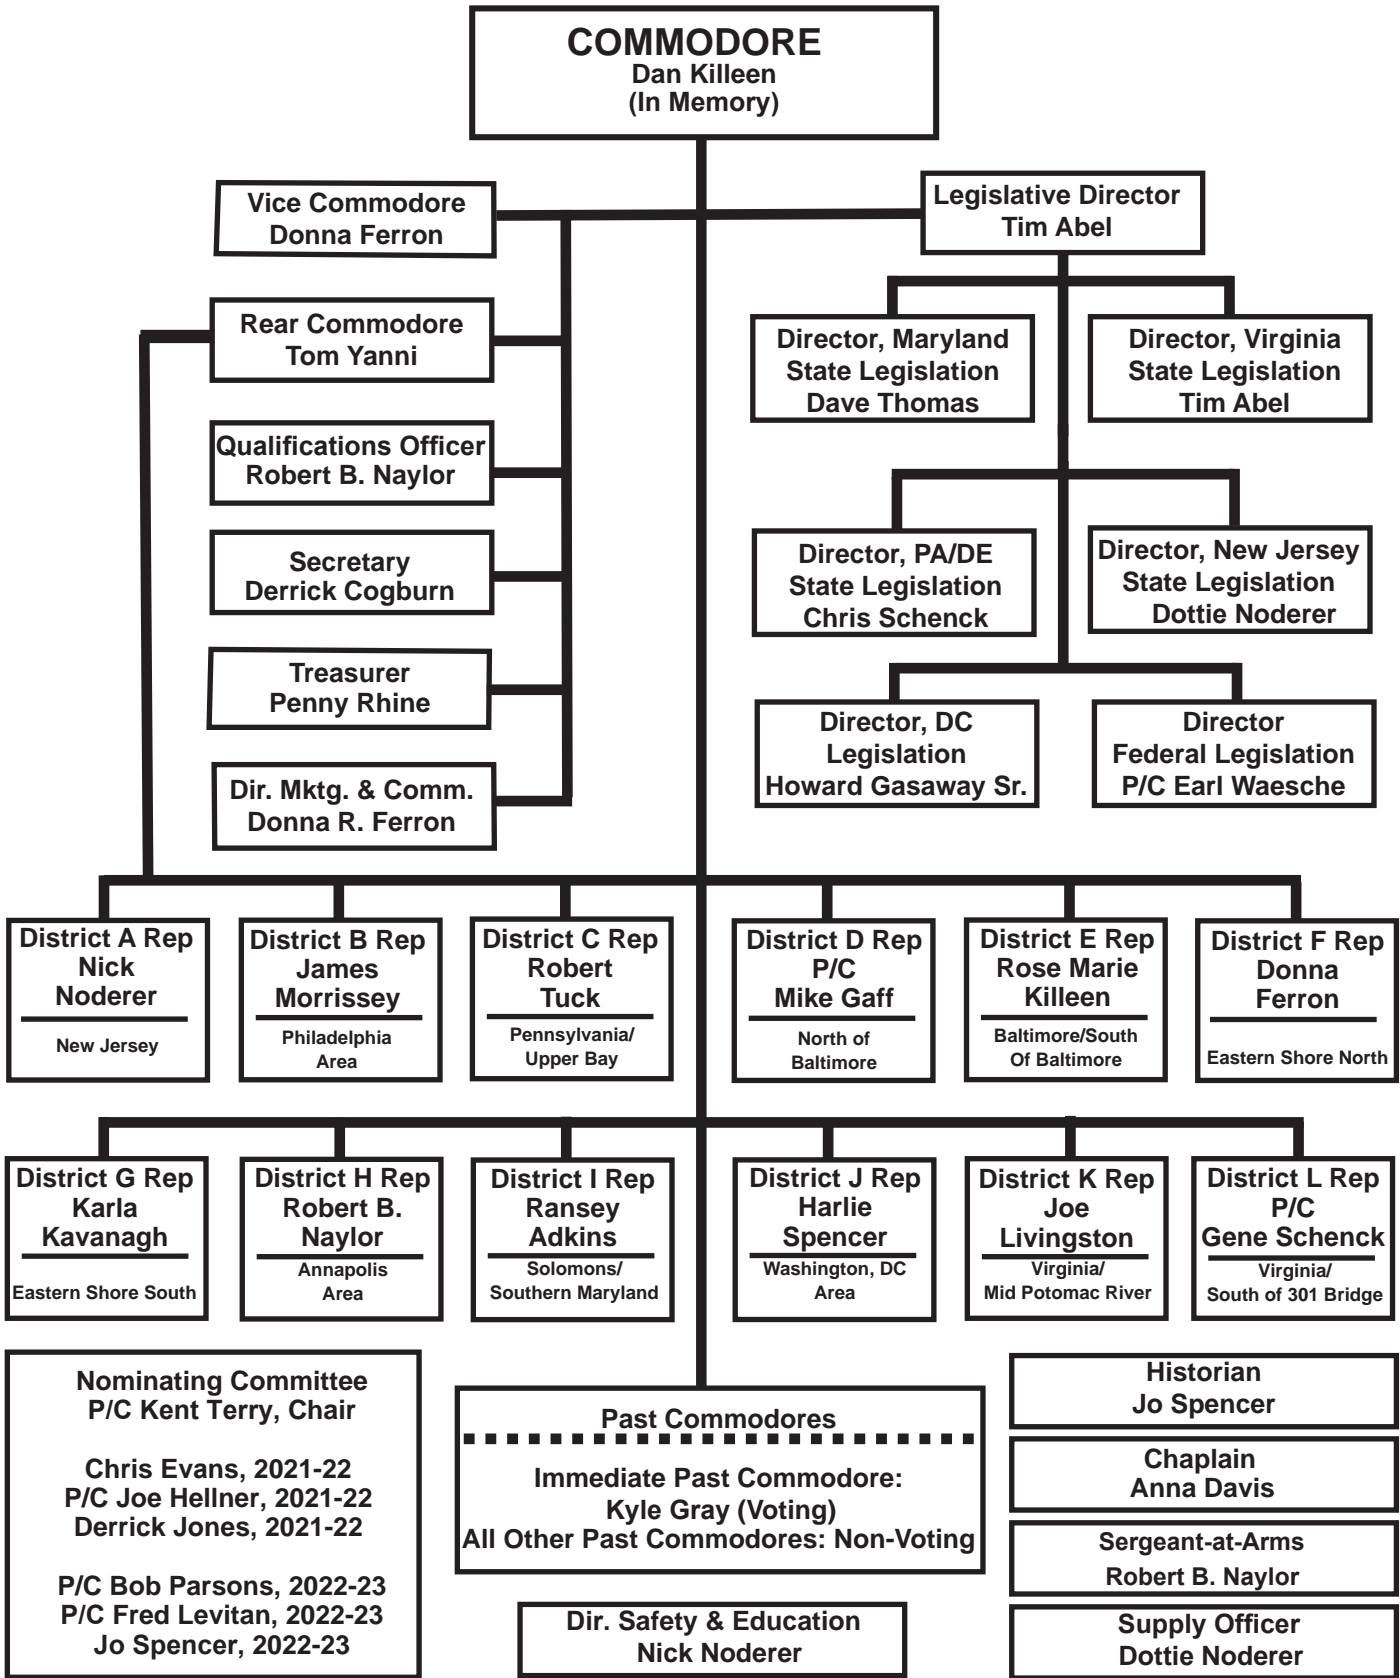 COMMODORE
Dan Killeen
(In Memory)
Vice Commodore
Donna Ferron
Legislative Director
Tim Abel
Rear Commodore
Tom Yanni
Director, Maryland
State Legislation
Dave Thomas
Director, Virginia
State Legislation
Tim Abel
Qualifications Officer
Robert B. Naylor
Secretary
Derrick Cogburn
Director, PA/DE
State Legislation
Chris Schenck
Director, New Jersey
State Legislation
Dottie Noderer
Treasurer
Penny Rhine
Director, DC
Legislation
Howard Gasaway Sr.
Director
Federal Legislation
P/C Earl Waesche
Dir. Mktg. & Comm.
Donna R. Ferron
District A Rep
Nick
Noderer
New Jersey
District B Rep
James
Morrissey
Philadelphia
Area
District C Rep
Robert
Tuck
Pennsylvania/
Upper Bay
District D Rep
P/C
Mike Gaff
North of
Baltimore
District E Rep
Rose Marie
Killeen
Baltimore/South
Of Baltimore
District F Rep
Donna
Ferron
Eastern Shore North
District G Rep
Karla
Kavanagh
Eastern Shore South
District H Rep
Robert B.
Naylor
Annapolis
Area
District I Rep
Ransey
Adkins
Solomons/
Southern Maryland
District J Rep
Harlie
Spencer
Washington, DC
Area
District K Rep
Joe
Livingston
Virginia/
Mid Potomac River
District L Rep
P/C
Gene Schenck
Virginia/
South of 301 Bridge
Nominating Committee
P/C Kent Terry, Chair
Chris Evans, 2021-22
P/C Joe Hellner, 2021-22
Derrick Jones, 2021-22
P/C Bob Parsons, 2022-23
P/C Fred Levitan, 2022-23
Jo Spencer, 2022-23
Past Commodores
Immediate Past Commodore:
Kyle Gray (Voting)
All Other Past Commodores: Non-Voting
Dir. Safety & Education
Nick Noderer
Historian
Jo Spencer
Chaplain
Anna Davis
Sergeant-at-Arms
Robert B. Naylor
Supply Officer
Dottie Noderer